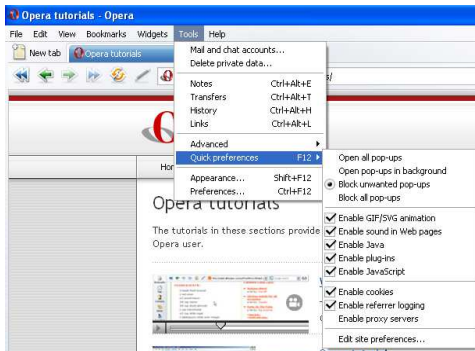 Opera tutorials - Opera
File Edit View Bookmarks Widgets Tools Help
New tab Opera tutorials
Mail and chat accounts...
Delete private data...
Notes Ctrl+Alt+E
Transfers Ctrl+Alt+T
History Ctrl+Alt+H
Links Ctrl+Alt+L
Advanced
Quick preferences F12
Appearance... Shift+F12
Preferences... Ctrl+F12
Open all pop-ups
Open pop-ups in background
Block unwanted pop-ups
Block all pop-ups
Enable GIF/SVG animation
Enable sound in Web pages
Enable Java
Enable plug-ins
Enable JavaScript
Enable cookies
Enable referrer logging
Enable proxy servers
Edit site preferences...
Opera tutorials
The tutorials in these sections provide
Opera user.